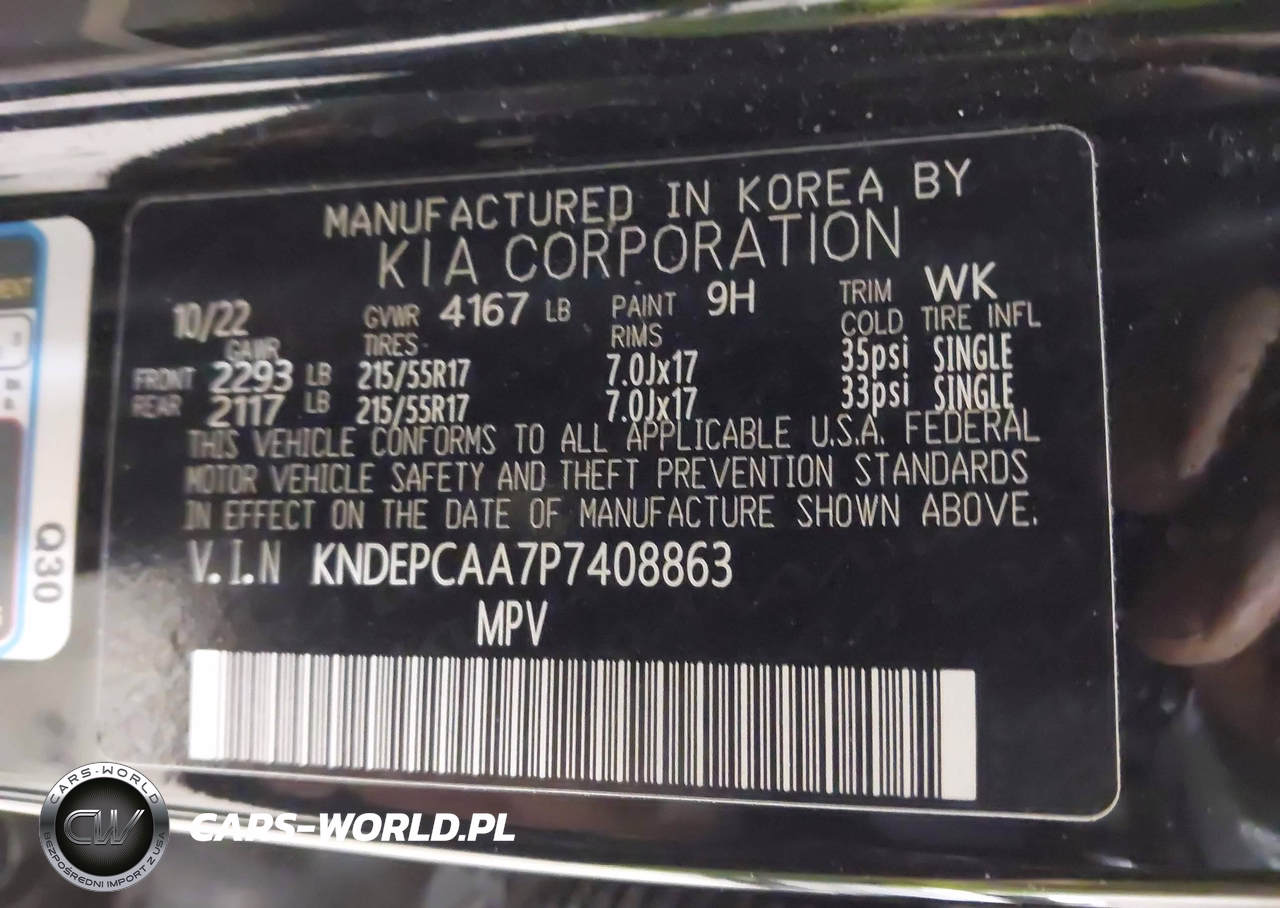 MANUFACTURED IN KOREA BY
KIA CORPORATION
10/22 GVWR 4167 LB PAINT 9H TRIM WK
GAWR TIRES RIMS COLD TIRE INFL
FRONT 2293 LB 215/55R17 7.0Jx17 35psi SINGLE
REAR 2117 LB 215/55R17 7.0Jx17 33psi SINGLE
THIS VEHICLE CONFORMS TO ALL APPLICABLE U.S.A. FEDERAL
MOTOR VEHICLE SAFETY AND THEFT PREVENTION STANDARDS
IN EFFECT ON THE DATE OF MANUFACTURE SHOWN ABOVE.
V.I.N KNDEPCAA7P7408863
MPV
Q30
CARS-WORLD
CW
BEZPOŚREDNI IMPORT Z USA
CARS-WORLD.PL